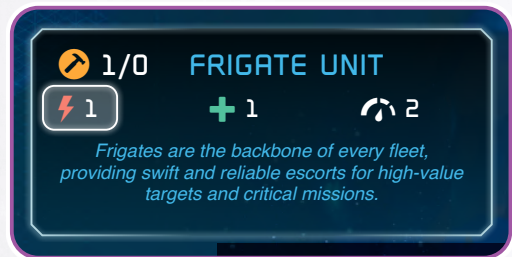 1/0 FRIGATE UNIT
1 1 2
Frigates are the backbone of every fleet,
providing swift and reliable escorts for high-value
targets and critical missions.